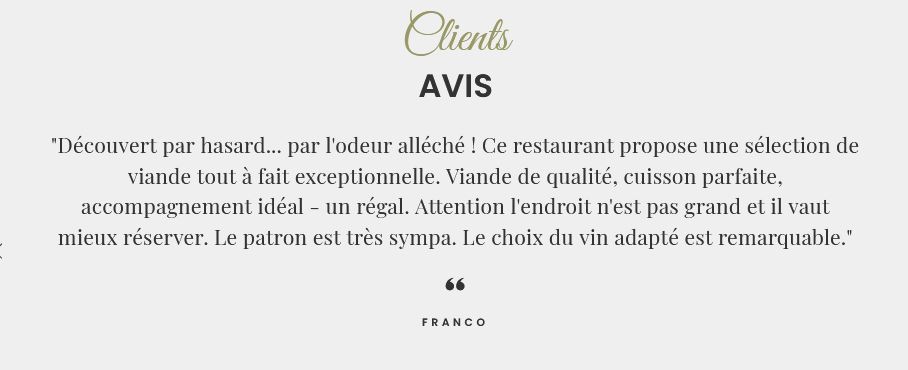 Clients
AVIS
"Découvert par hasard... par l'odeur alléché ! Ce restaurant propose une sélection de
viande tout à fait exceptionnelle. Viande de qualité, cuisson parfaite,
accompagnement idéal - un régal. Attention l'endroit n'est pas grand et il vaut
mieux réserver. Le patron est très sympa. Le choix du vin adapté est remarquable."
❝
FRANCO